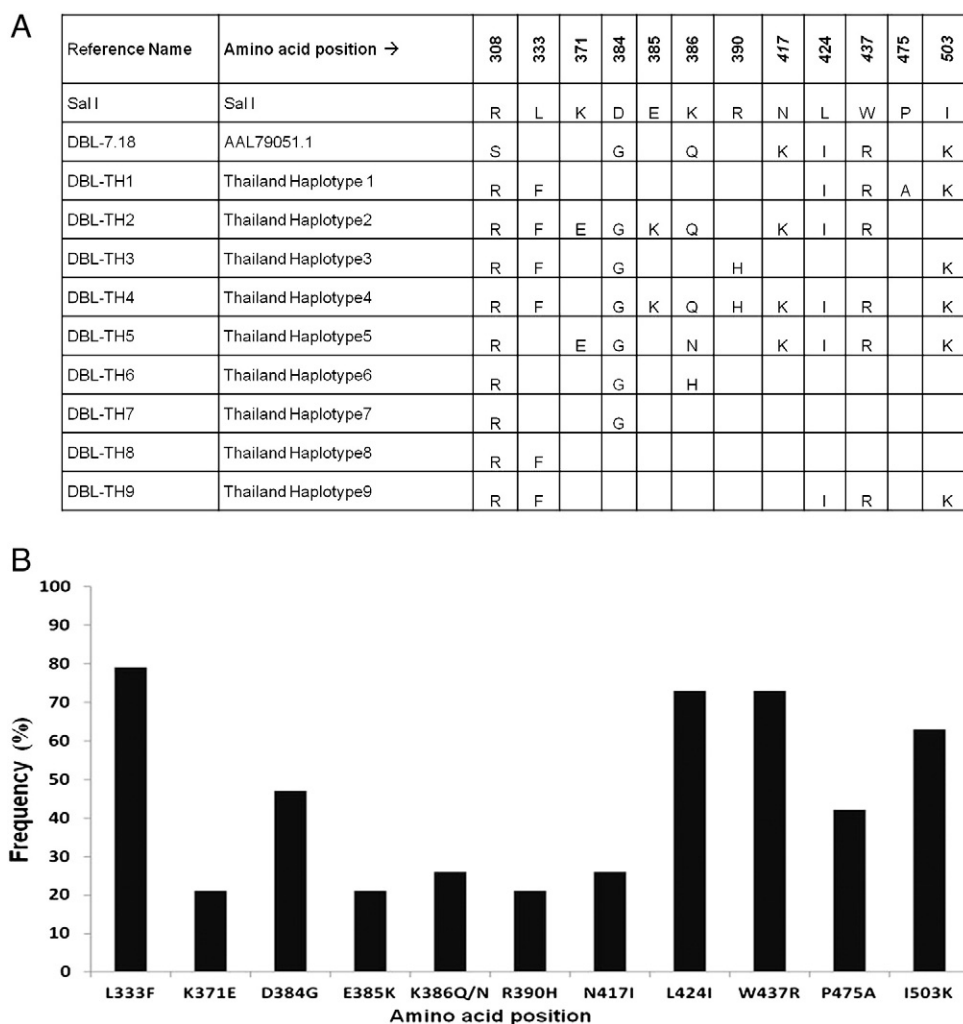 A
Reference Name Amino acid position → 308 333 371 384 385 386 390 417 424 437 475 503
Sal I Sal I R L K D E K R N L W P I
DBL-7.18 AAL79051.1 S G Q K I R K
DBL-TH1 Thailand Haplotype 1 R F I R A K
DBL-TH2 Thailand Haplotype2 R F E G K Q K I R
DBL-TH3 Thailand Haplotype3 R F G H K
DBL-TH4 Thailand Haplotype4 R F G K Q H K I R K
DBL-TH5 Thailand Haplotype5 R E G N K I R K
DBL-TH6 Thailand Haplotype6 R G H
DBL-TH7 Thailand Haplotype7 R G
DBL-TH8 Thailand Haplotype8 R F
DBL-TH9 Thailand Haplotype9 R F I R K
B
Frequency (%)
100
90
80
70
60
50
40
30
20
10
0
L333F K371E D384G E385K K386Q/N R390H N417I L424I W437R P475A I503K
Amino acid position